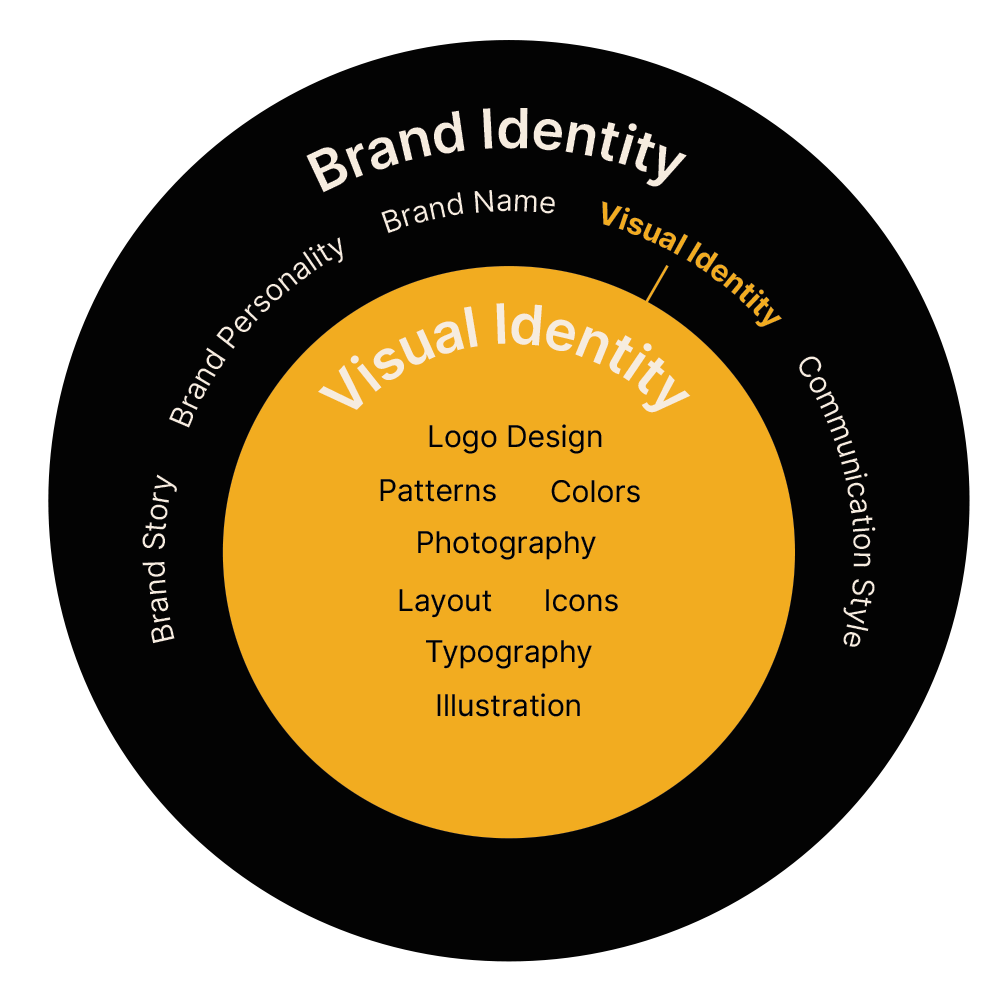 Brand Identity
Brand Story
Brand Personality
Brand Name
Visual Identity
Communication Style
Visual Identity
Logo Design
Patterns Colors
Photography
Layout Icons
Typography
Illustration